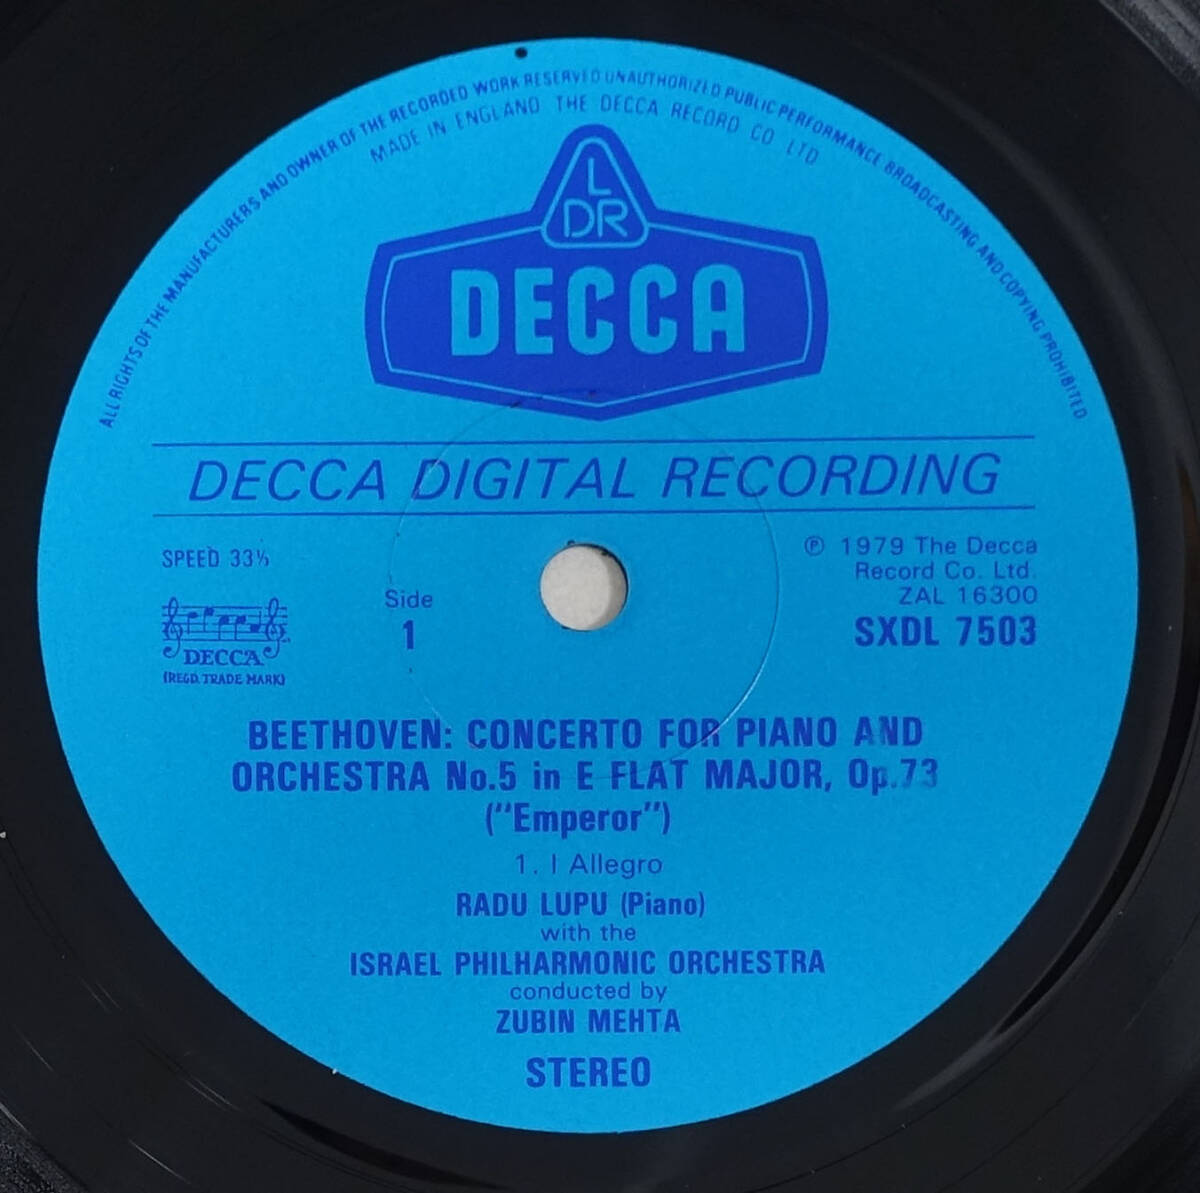 ALL RIGHTS OF THE MANUFACTURERS AND OWNER OF THE RECORDED WORK RESERVED UNAUTHORIZED PUBLIC PERFORMANCE BROADCASTING AND COPYING PROHIBITED
MADE IN ENGLAND THE DECCA RECORD CO LTD
L
DR
DECCA
DECCA DIGITAL RECORDING
SPEED 33⅓
℗ 1979 The Decca
Record Co. Ltd.
ZAL 16300
SXDL 7503
Side
1
DECCA
(REGD. TRADE MARK)
BEETHOVEN: CONCERTO FOR PIANO AND
ORCHESTRA No.5 in E FLAT MAJOR, Op.73
("Emperor")
1. I Allegro
RADU LUPU (Piano)
with the
ISRAEL PHILHARMONIC ORCHESTRA
conducted by
ZUBIN MEHTA
STEREO